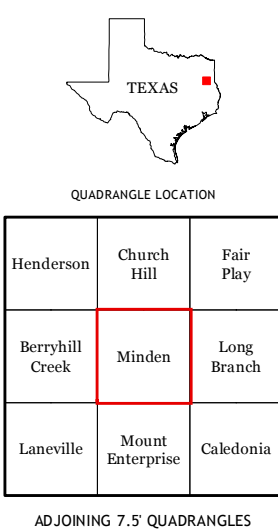 TEXAS
QUADRANGLE LOCATION
Henderson
Church
Hill
Fair
Play
Berryhill
Creek
Minden
Long
Branch
Laneville
Mount
Enterprise
Caledonia
ADJOINING 7.5' QUADRANGLES